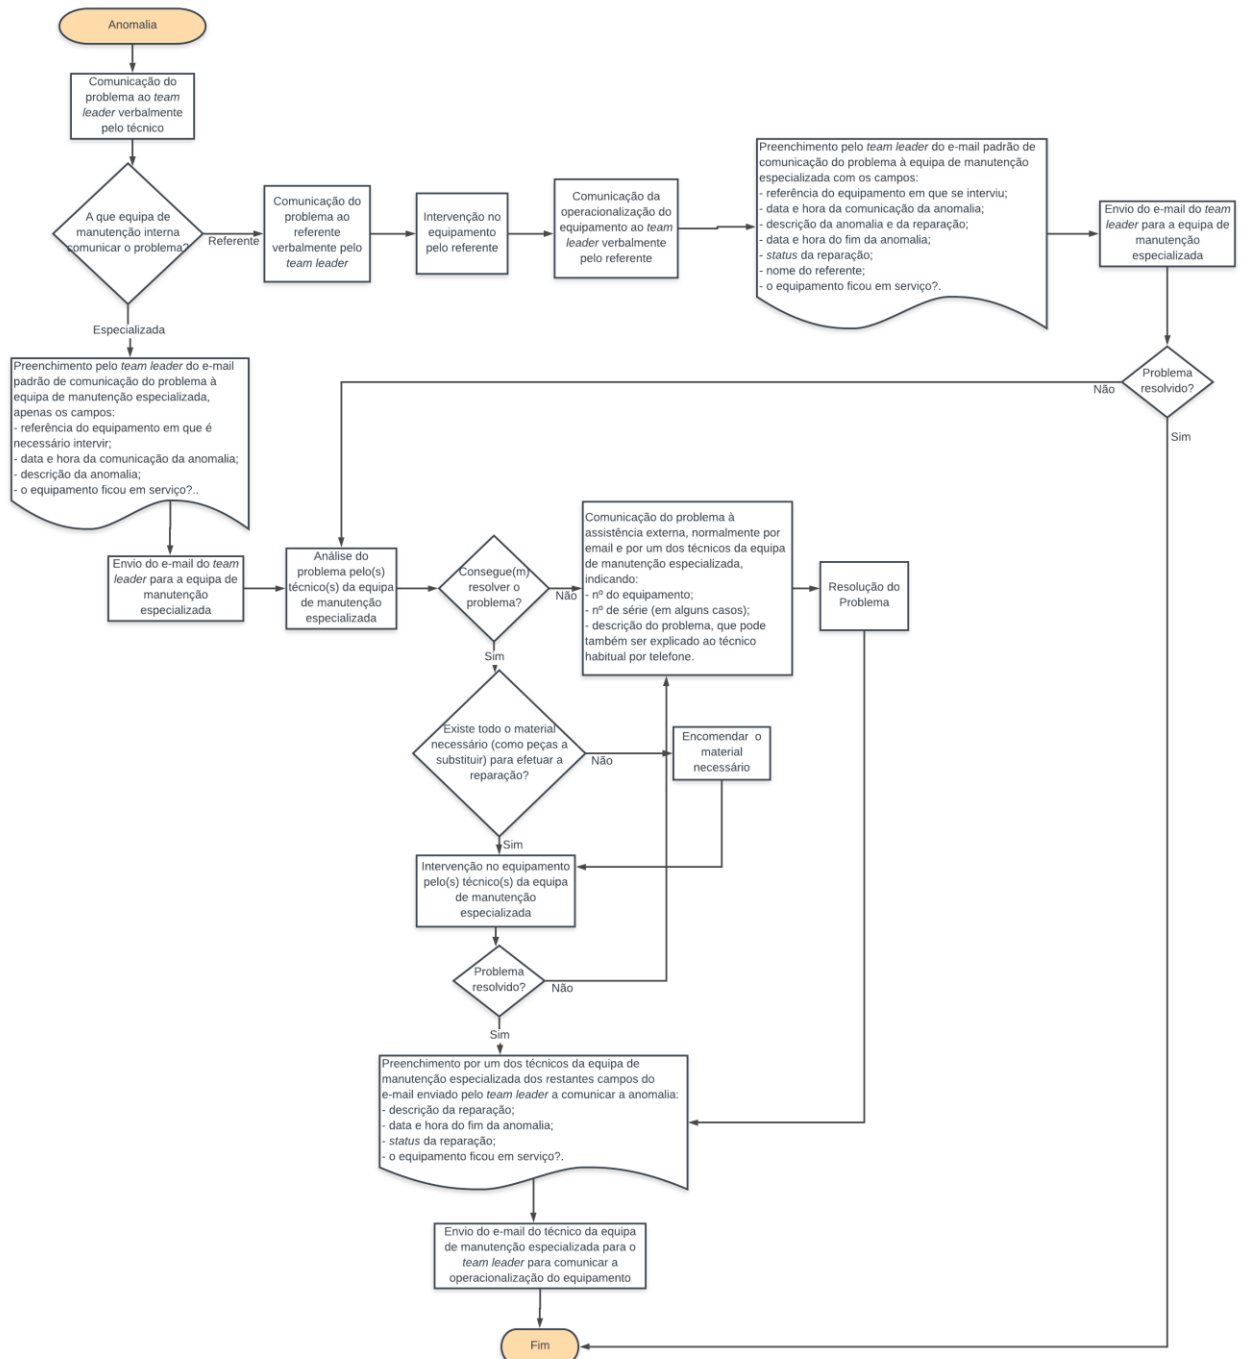 Anomalia
Comunicação do
problema ao team
leader verbalmente
pelo técnico
A que equipa de
manutenção interna
comunicar o problema?
Referente
Comunicação do
problema ao
referente
verbalmente pelo
team leader
Intervenção no
equipamento
pelo referente
Comunicação da
operacionalização do
equipamento ao team
leader verbalmente
pelo referente
Preenchimento pelo team leader do e-mail padrão de
comunicação do problema à equipa de manutenção
especializada com os campos:
- referência do equipamento em que se interviu;
- data e hora da comunicação da anomalia;
- descrição da anomalia e da reparação;
- data e hora do fim da anomalia;
- status da reparação;
- nome do referente;
- o equipamento ficou em serviço?.
Envio do e-mail do team
leader para a equipa de
manutenção
especializada
Problema
resolvido?
Não
Sim
Especializada
Preenchimento pelo team leader do e-mail
padrão de comunicação do problema à
equipa de manutenção especializada,
apenas os campos:
- referência do equipamento em que é
necessário intervir;
- data e hora da comunicação da anomalia;
- descrição da anomalia;
- o equipamento ficou em serviço?..
Envio do e-mail do team
leader para a equipa de
manutenção
especializada
Análise do
problema pelo(s)
técnico(s) da equipa
de manutenção
especializada
Consegue(m)
resolver o
problema?
Não
Sim
Comunicação do problema à
assistência externa, normalmente por
email e por um dos técnicos da equipa
de manutenção especializada,
indicando:
- nº do equipamento;
- nº de série (em alguns casos);
- descrição do problema, que pode
também ser explicado ao técnico
habitual por telefone.
Resolução do
Problema
Existe todo o material
necessário (como peças a
substituir) para efetuar a
reparação?
Não
Sim
Encomendar o
material
necessário
Intervenção no equipamento
pelo(s) técnico(s) da equipa
de manutenção
especializada
Problema
resolvido?
Não
Sim
Preenchimento por um dos técnicos da equipa de
manutenção especializada dos restantes campos do
e-mail enviado pelo team leader a comunicar a anomalia:
- descrição da reparação;
- data e hora do fim da anomalia;
- status da reparação;
- o equipamento ficou em serviço?.
Envio do e-mail do técnico da equipa
de manutenção especializada para o
team leader para comunicar a
operacionalização do equipamento
Fim